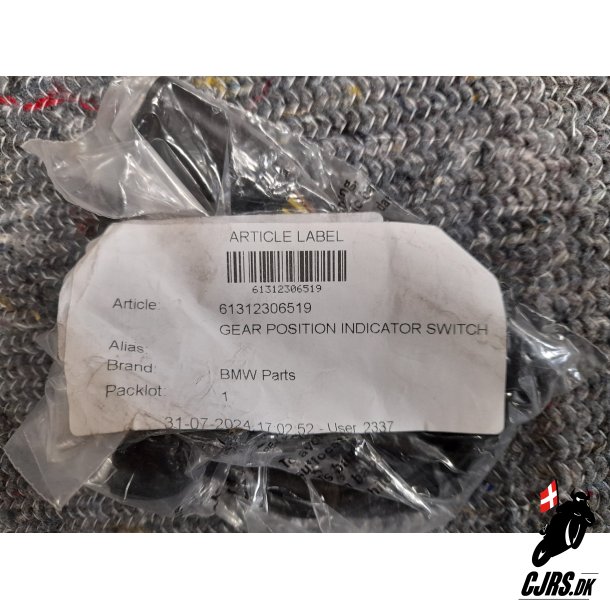 ARTICLE LABEL
61312306519
Article: 61312306519
GEAR POSITION INDICATOR SWITCH
Alias:
Brand: BMW Parts
Packlot: 1
31-07-2024 17:02:52 - User 2337
CJRS.DK